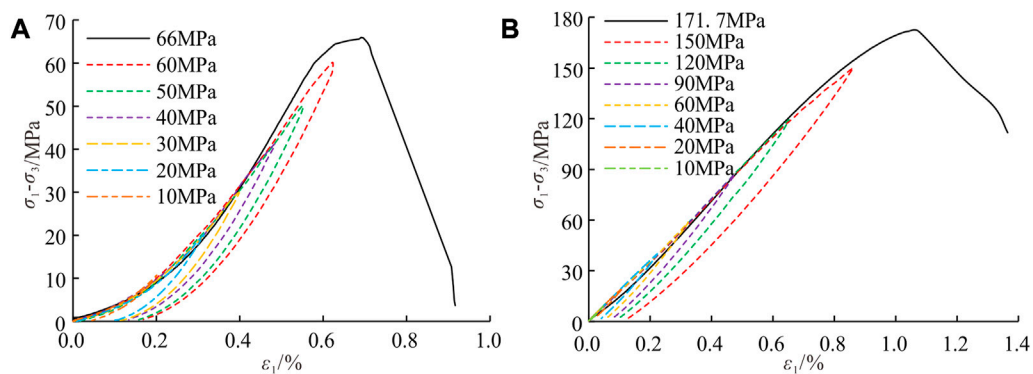 A
70
60
50
40
30
20
10
0
σ₁-σ₃/MPa
66MPa
60MPa
50MPa
40MPa
30MPa
20MPa
10MPa
0.0 0.2 0.4 0.6 0.8 1.0
ε₁/%
B
180
150
120
90
60
30
0
σ₁-σ₃/MPa
171. 7MPa
150MPa
120MPa
90MPa
60MPa
40MPa
20MPa
10MPa
0.0 0.2 0.4 0.6 0.8 1.0 1.2 1.4
ε₁/%